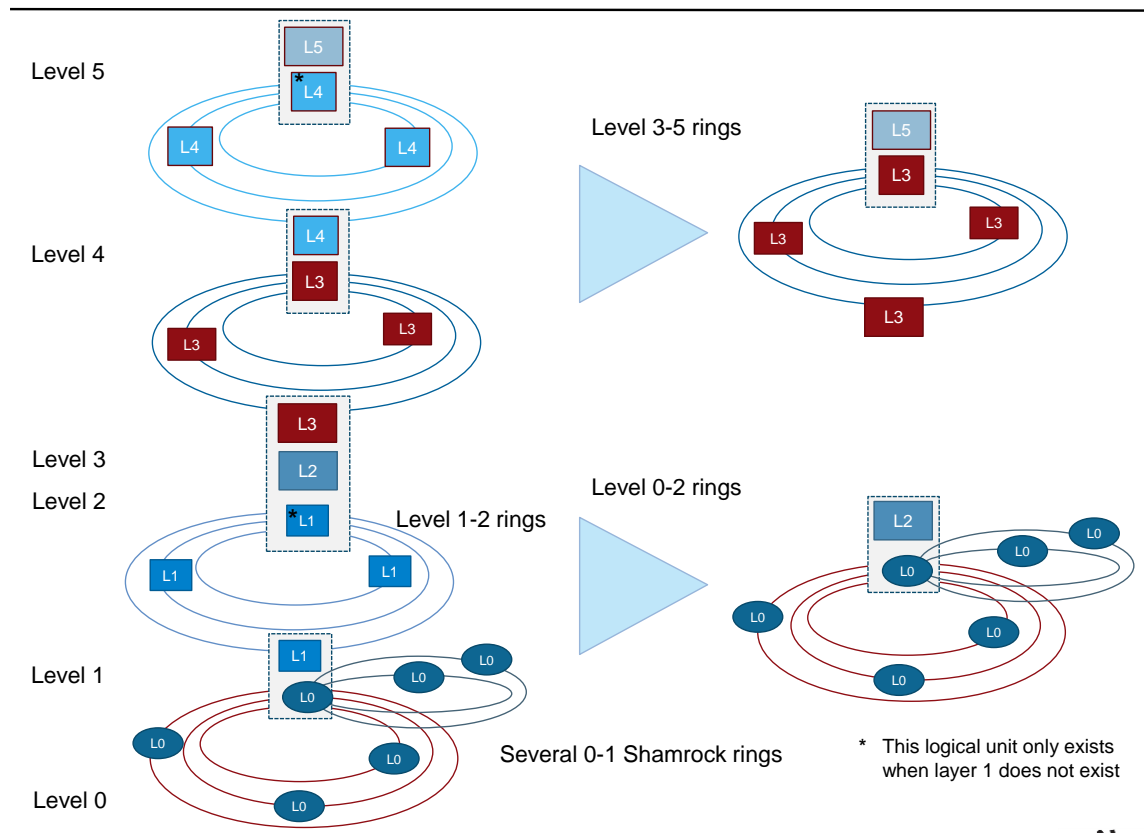 L5
Level 5
*
L4
L4
L4
Level 3-5 rings
L5
L3
L3
L3
L3
L4
Level 4
L3
L3
L3
L3
Level 3
L2
Level 2
*
L1
Level 1-2 rings
L1
L1
Level 0-2 rings
L2
L0
L0
L0
L0
L0
L0
L1
Level 1
L0
L0
L0
L0
L0
L0
Several 0-1 Shamrock rings
* This logical unit only exists
when layer 1 does not exist
Level 0